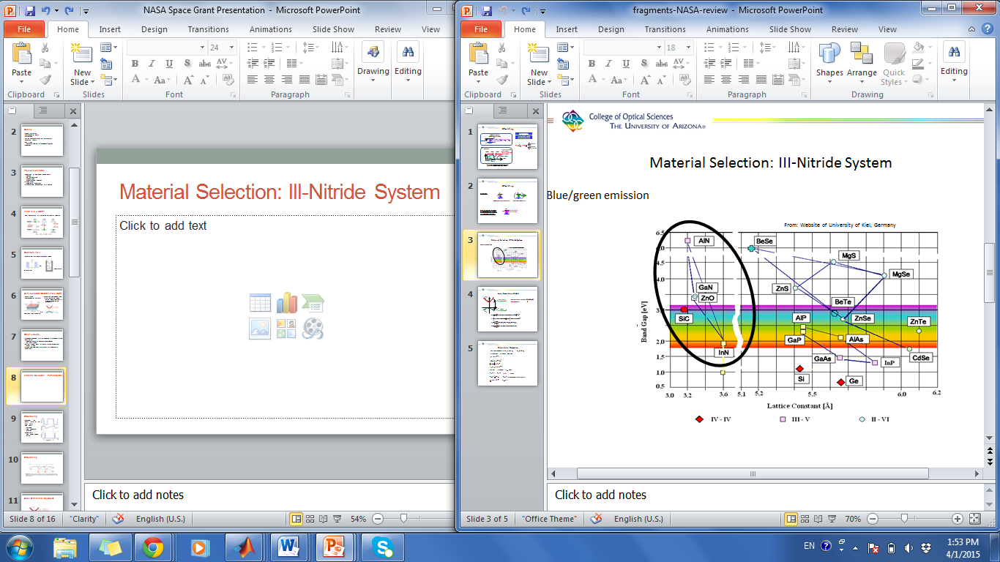 NASA Space Grant Presentation - Microsoft PowerPoint
File Home Insert Design Transitions Animations Slide Show Review View
24
Paste
New
Slide
B I U S abc AV
A Aa A A
Drawing
Editing
Clipboard Slides Font Paragraph
2
3
4
5
6
7
8
9
10
11
Material Selection: III-Nitride System
Click to add text
Click to add notes
Slide 8 of 16 "Clarity" English (U.S.) 54%
fragments-NASA-review - Microsoft PowerPoint
File Home Insert Design Transitions Animations Slide Show Review View
18
Paste
New
Slide
B I U S abc AV
A Aa A A
Shapes
Arrange
Quick
Styles
Editing
Clipboard Slides Font Paragraph Drawing
1
2
3
4
5
College of Optical Sciences
THE UNIVERSITY OF ARIZONA®
Material Selection: III-Nitride System
Blue/green emission
From: Website of University of Kiel, Germany
6.5
AlN
BeSe
5.0
MgS
4.5
MgSe
4.0
GaN
ZnS
ZnO
BeTe
3.0
SiC
AlP
ZnSe
ZnTe
2.0
GaP
AlAs
InN
CdSe
1.5
GaAs
InP
1.0
Si
Ge
0.5
Band Gap [eV]
3.0 3.2 3.6 5.1 5.2 5.5 6.0 6.2
Lattice Constant [Å]
IV - IV III - V II - VI
Click to add notes
Slide 3 of 5 "Office Theme" English (U.S.) 70%
EN
1:53 PM
4/1/2015